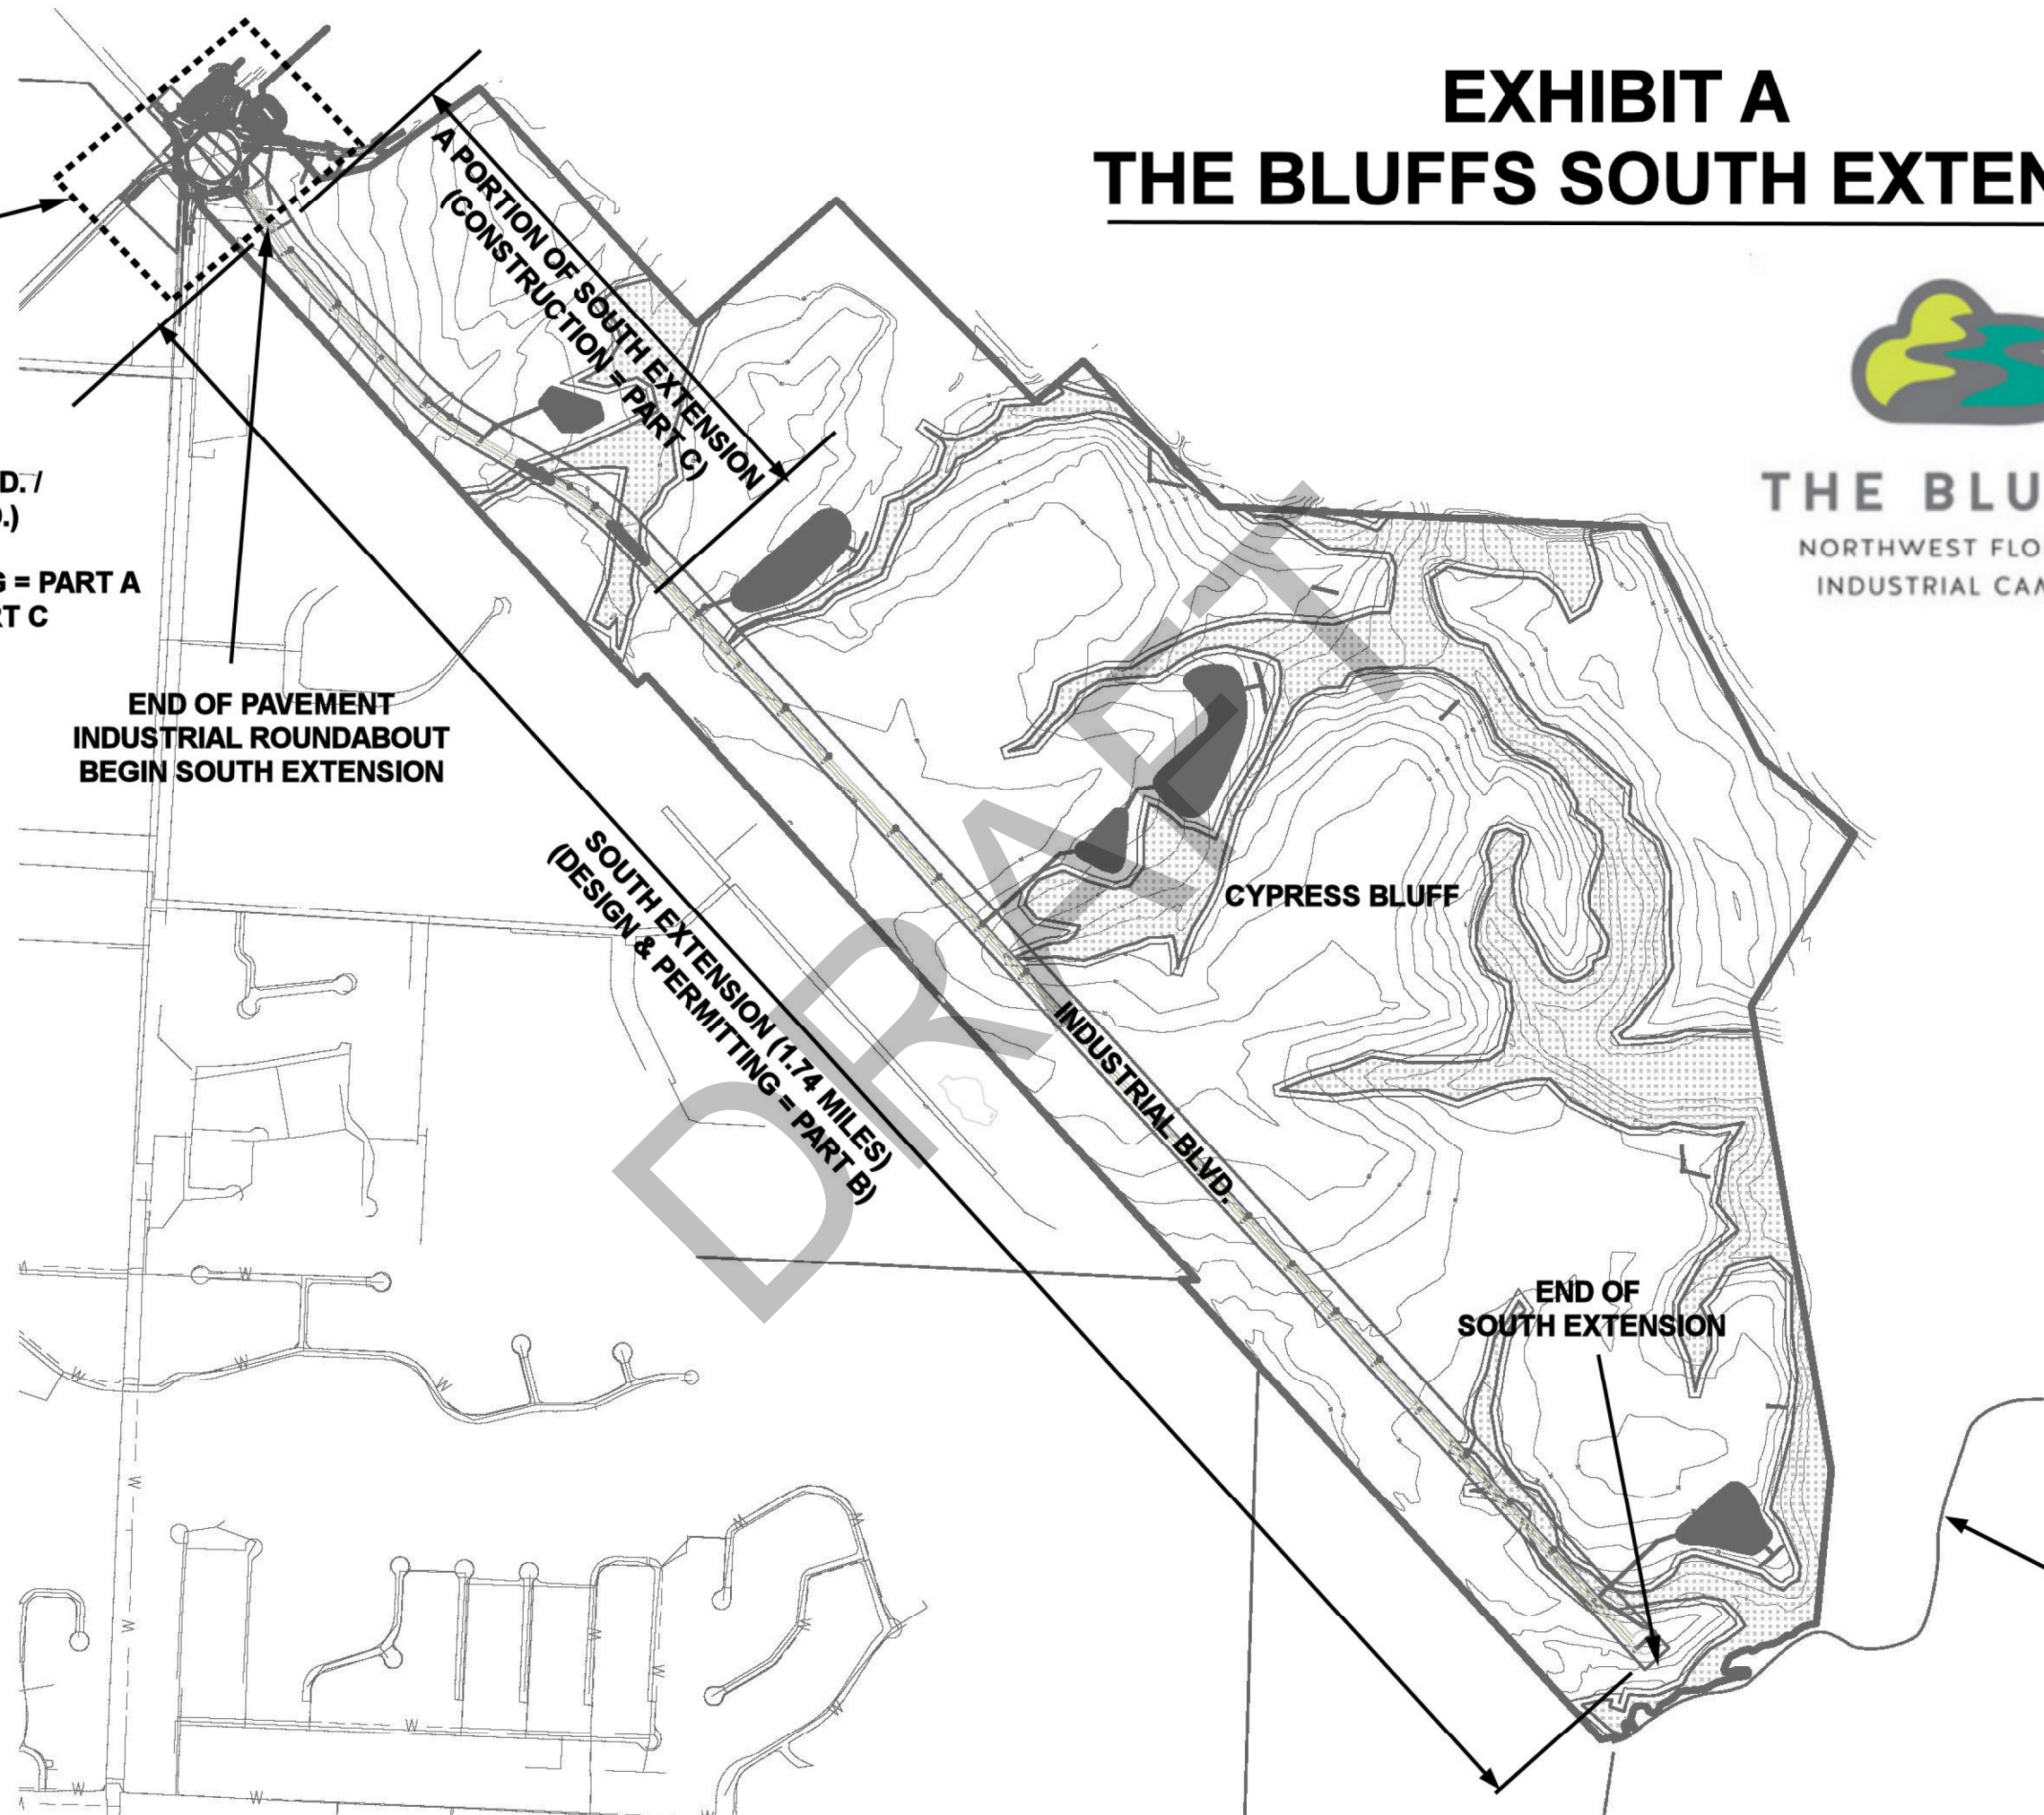 EXHIBIT A
THE BLUFFS SOUTH EXTEN
THE BLU
NORTHWEST FLO
INDUSTRIAL CA
A PORTION OF SOUTH EXTENSION
(CONSTRUCTION = PART C)
D. /
.)
G = PART A
RT C
END OF PAVEMENT
INDUSTRIAL ROUNDABOUT
BEGIN SOUTH EXTENSION
SOUTH EXTENSION (1.74 MILES)
(DESIGN & PERMITTING = PART B)
CYPRESS BLUFF
INDUSTRIAL BLVD.
END OF
SOUTH EXTENSION
DRAFT